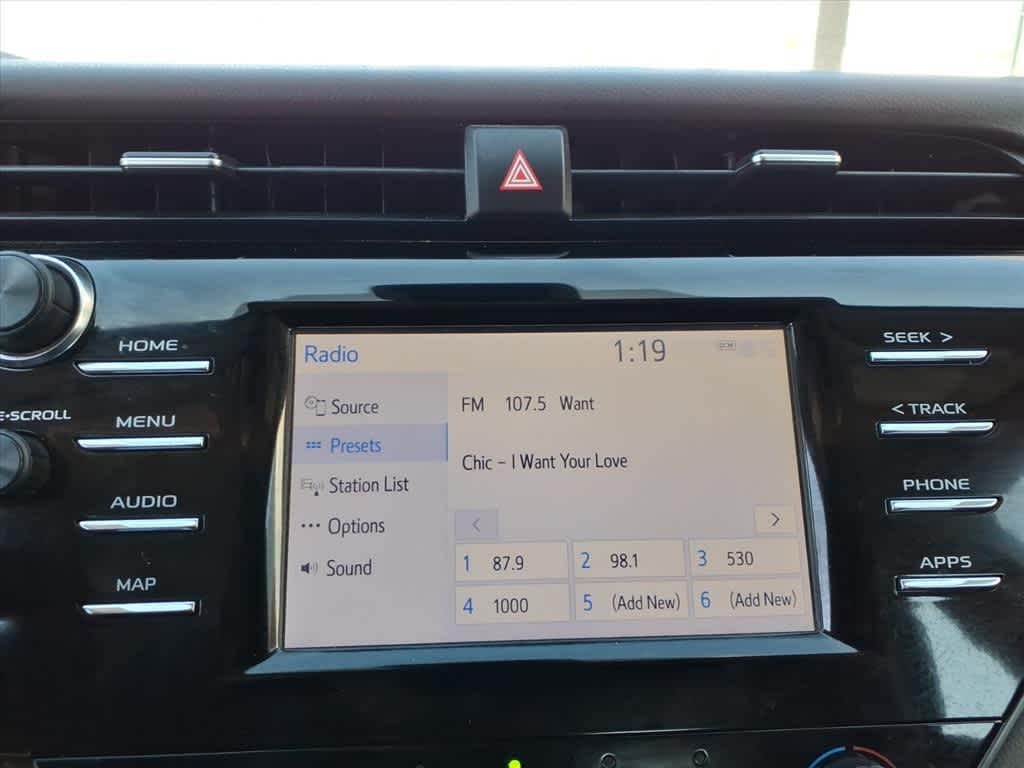 HOME
E•SCROLL
MENU
AUDIO
MAP
Radio
1:19
DCM
Source
Presets
Station List
Options
Sound
FM 107.5 Want
Chic – I Want Your Love
<
>
1 87.9
2 98.1
3 530
4 1000
5 (Add New)
6 (Add New)
SEEK >
< TRACK
PHONE
APPS